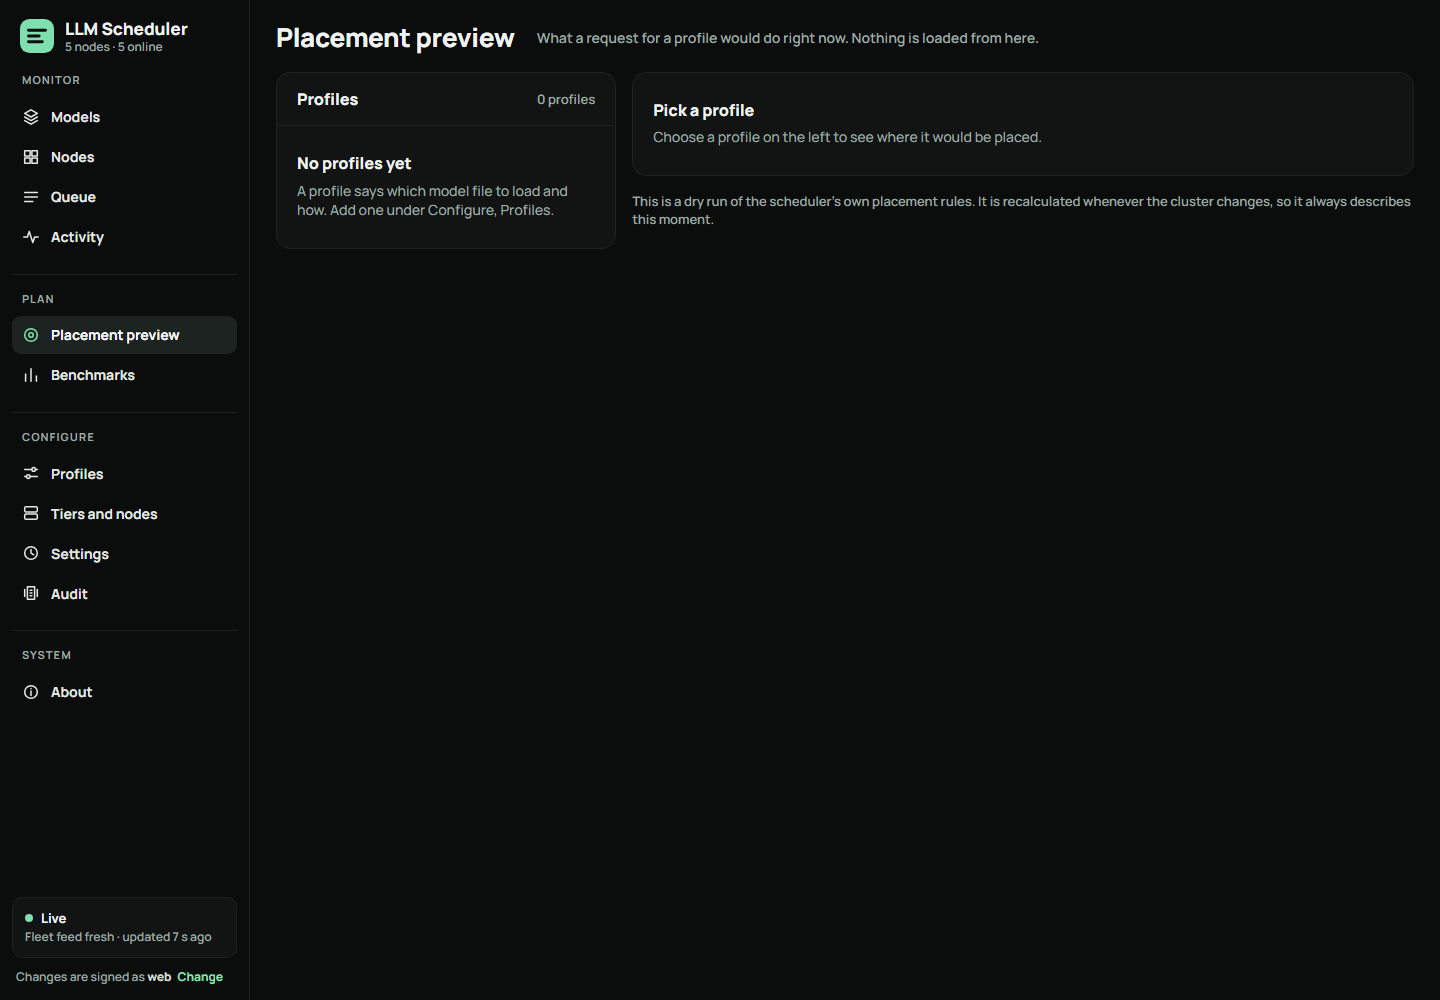 LLM Scheduler
5 nodes · 5 online
MONITOR
Models
Nodes
Queue
Activity
PLAN
Placement preview
Benchmarks
CONFIGURE
Profiles
Tiers and nodes
Settings
Audit
SYSTEM
About
Live
Fleet feed fresh · updated 7 s ago
Changes are signed as web Change
Placement preview
What a request for a profile would do right now. Nothing is loaded from here.
Profiles
0 profiles
No profiles yet
A profile says which model file to load and
how. Add one under Configure, Profiles.
Pick a profile
Choose a profile on the left to see where it would be placed.
This is a dry run of the scheduler's own placement rules. It is recalculated whenever the cluster changes, so it always describes
this moment.